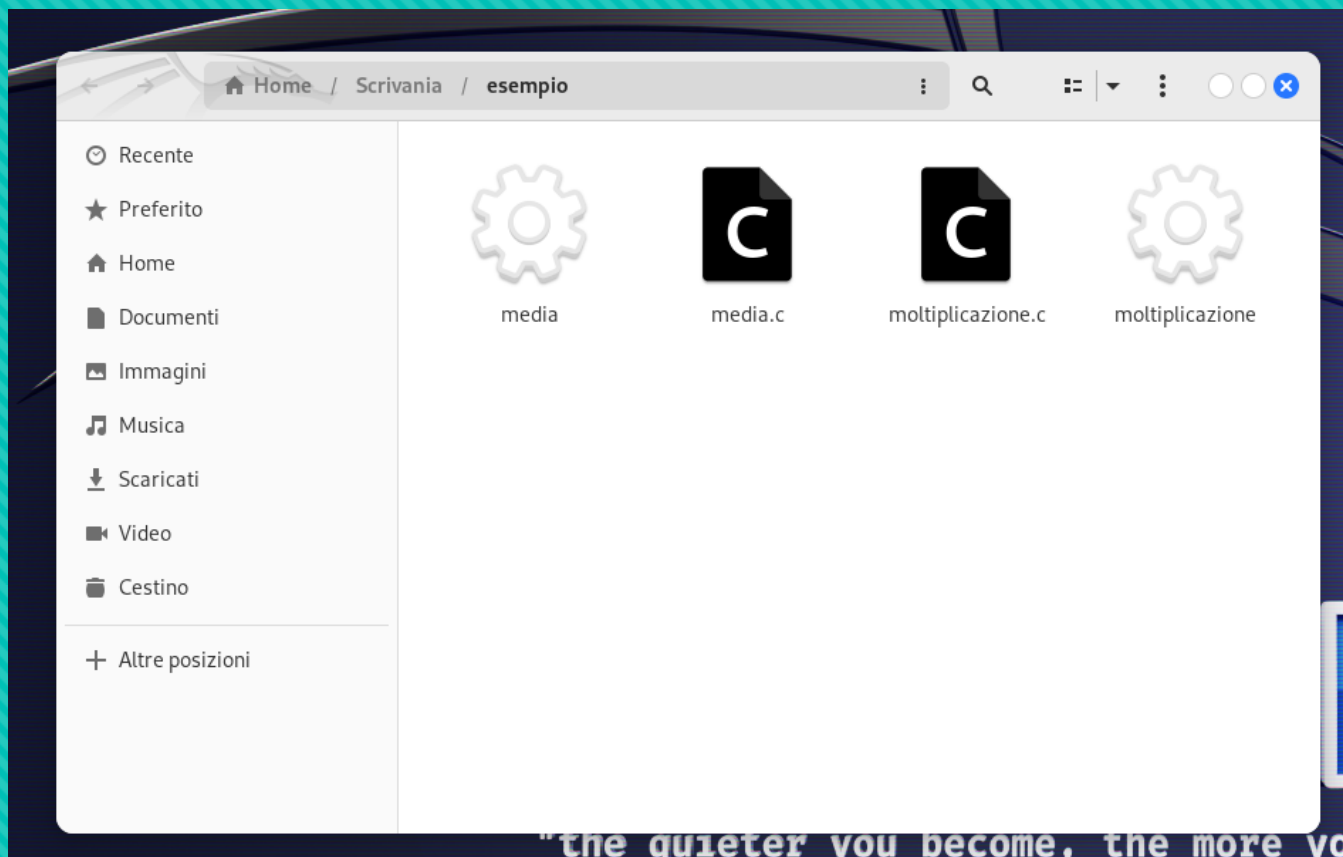 Home / Scrivania / esempio
Recente
Preferito
Home
Documenti
Immagini
Musica
Scaricati
Video
Cestino
Altre posizioni
media
C
media.c
C
moltiplicazione.c
moltiplicazione
"the quieter you become, the more